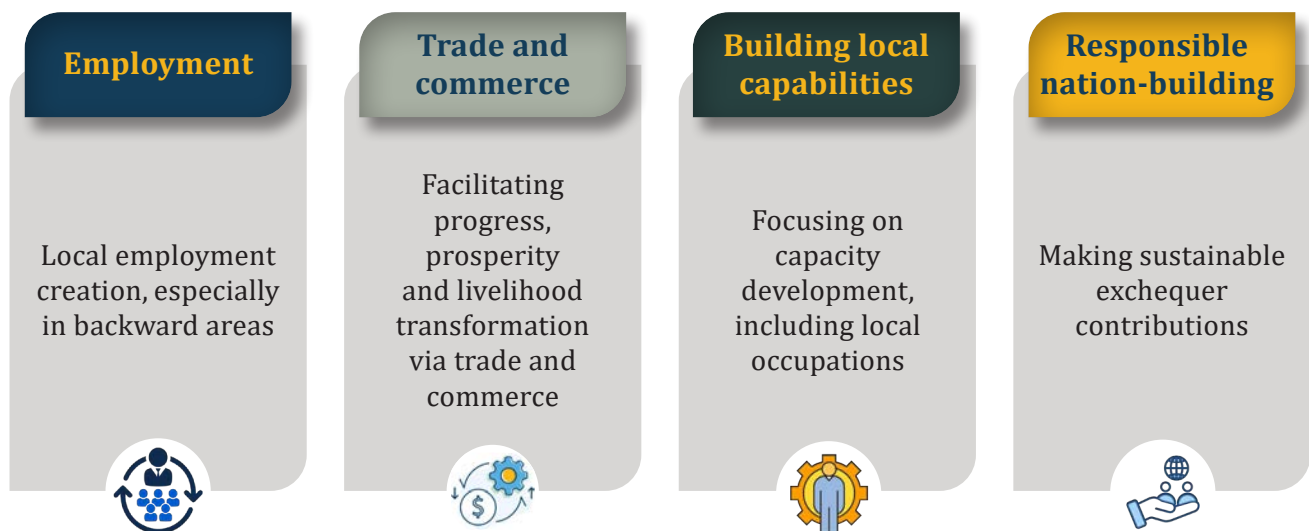 Employment
Local employment
creation, especially
in backward areas
Trade and
commerce
Facilitating
progress,
prosperity
and livelihood
transformation
via trade and
commerce
$
Building local
capabilities
Focusing on
capacity
development,
including local
occupations
Responsible
nation-building
Making sustainable
exchequer
contributions